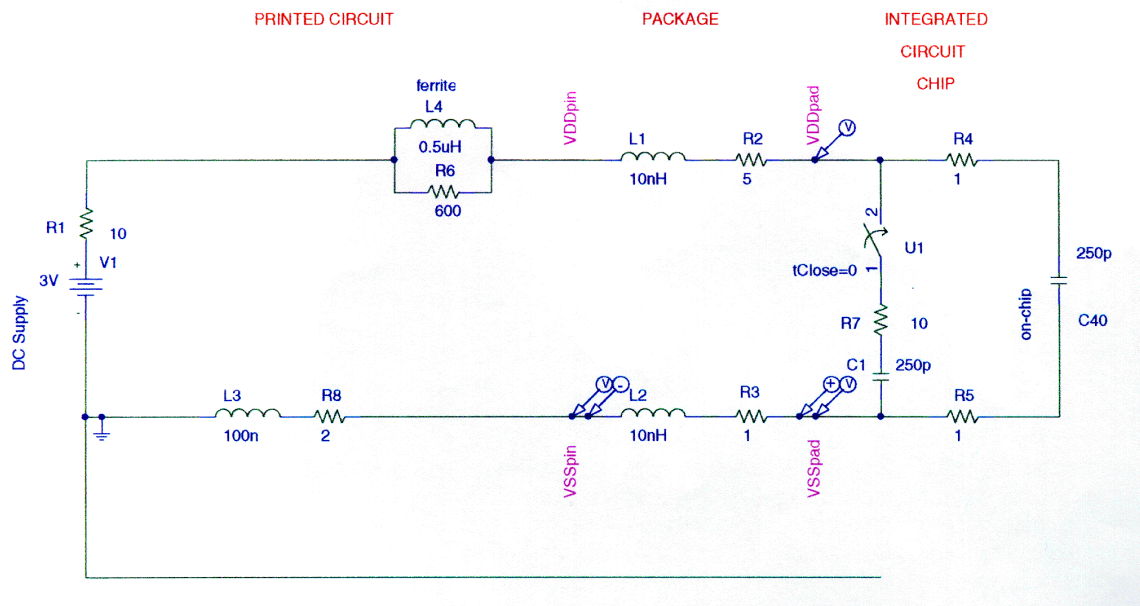 PRINTED CIRCUIT
PACKAGE
INTEGRATED
CIRCUIT
CHIP
ferrite
L4
0.5uH
R6
600
VDDpin
L1
10nH
R2
5
VDDpad
V
R4
1
R1
10
+
V1
3V
-
DC Supply
2
U1
tClose=0
1
R7
10
C1
250p
250p
on-chip
C40
L3
100n
R8
2
V
-
L2
10nH
R3
1
+
V
R5
1
VSSpin
VSSpad